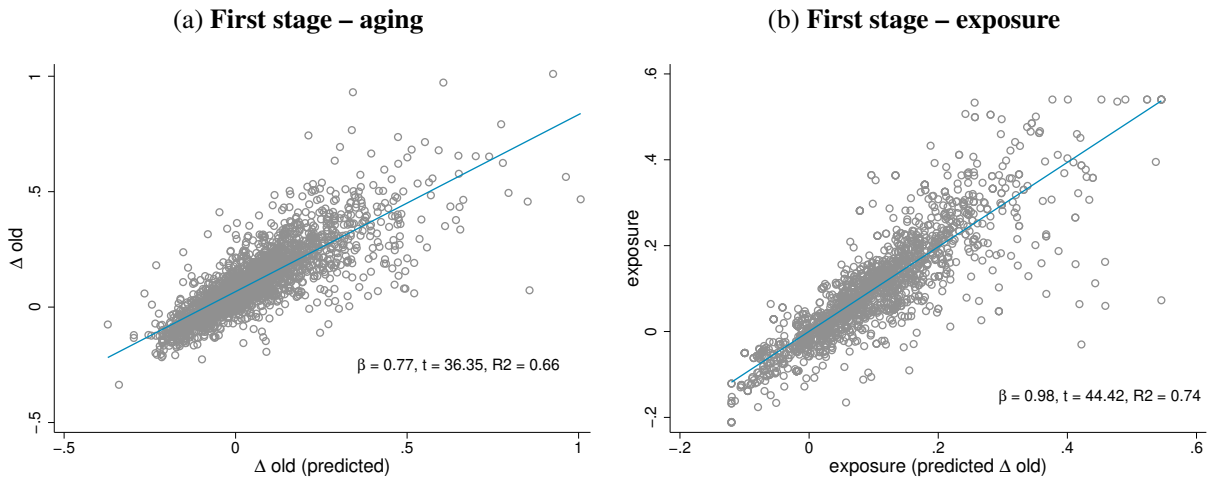 (a) First stage – aging
Δ old
1
.5
0
-.5
β = 0.77, t = 36.35, R2 = 0.66
-.5
0
.5
1
Δ old (predicted)
(b) First stage – exposure
exposure
.6
.4
.2
0
-.2
β = 0.98, t = 44.42, R2 = 0.74
-.2
0
.2
.4
.6
exposure (predicted Δ old)